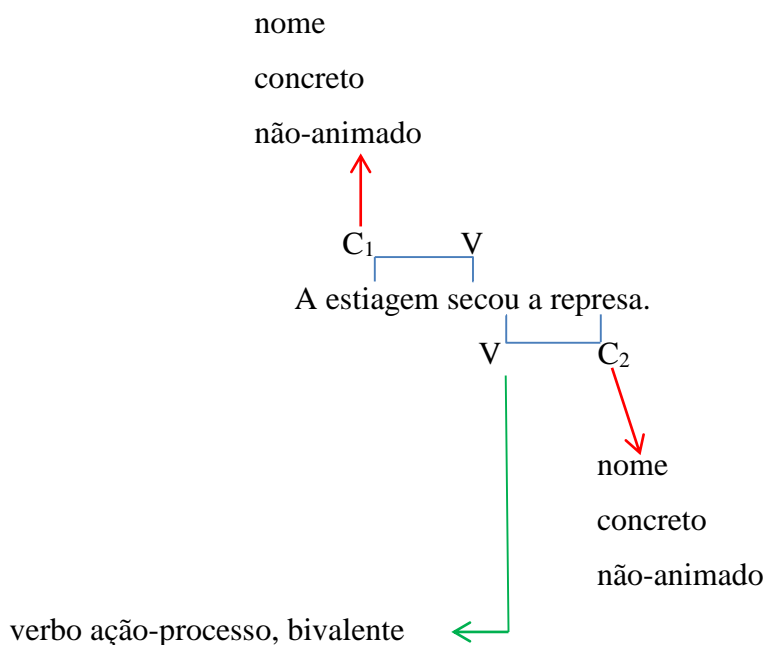 nome
concreto
não-animado
C₁ V
A estiagem secou a represa.
V C₂
nome
concreto
não-animado
verbo ação-processo, bivalente